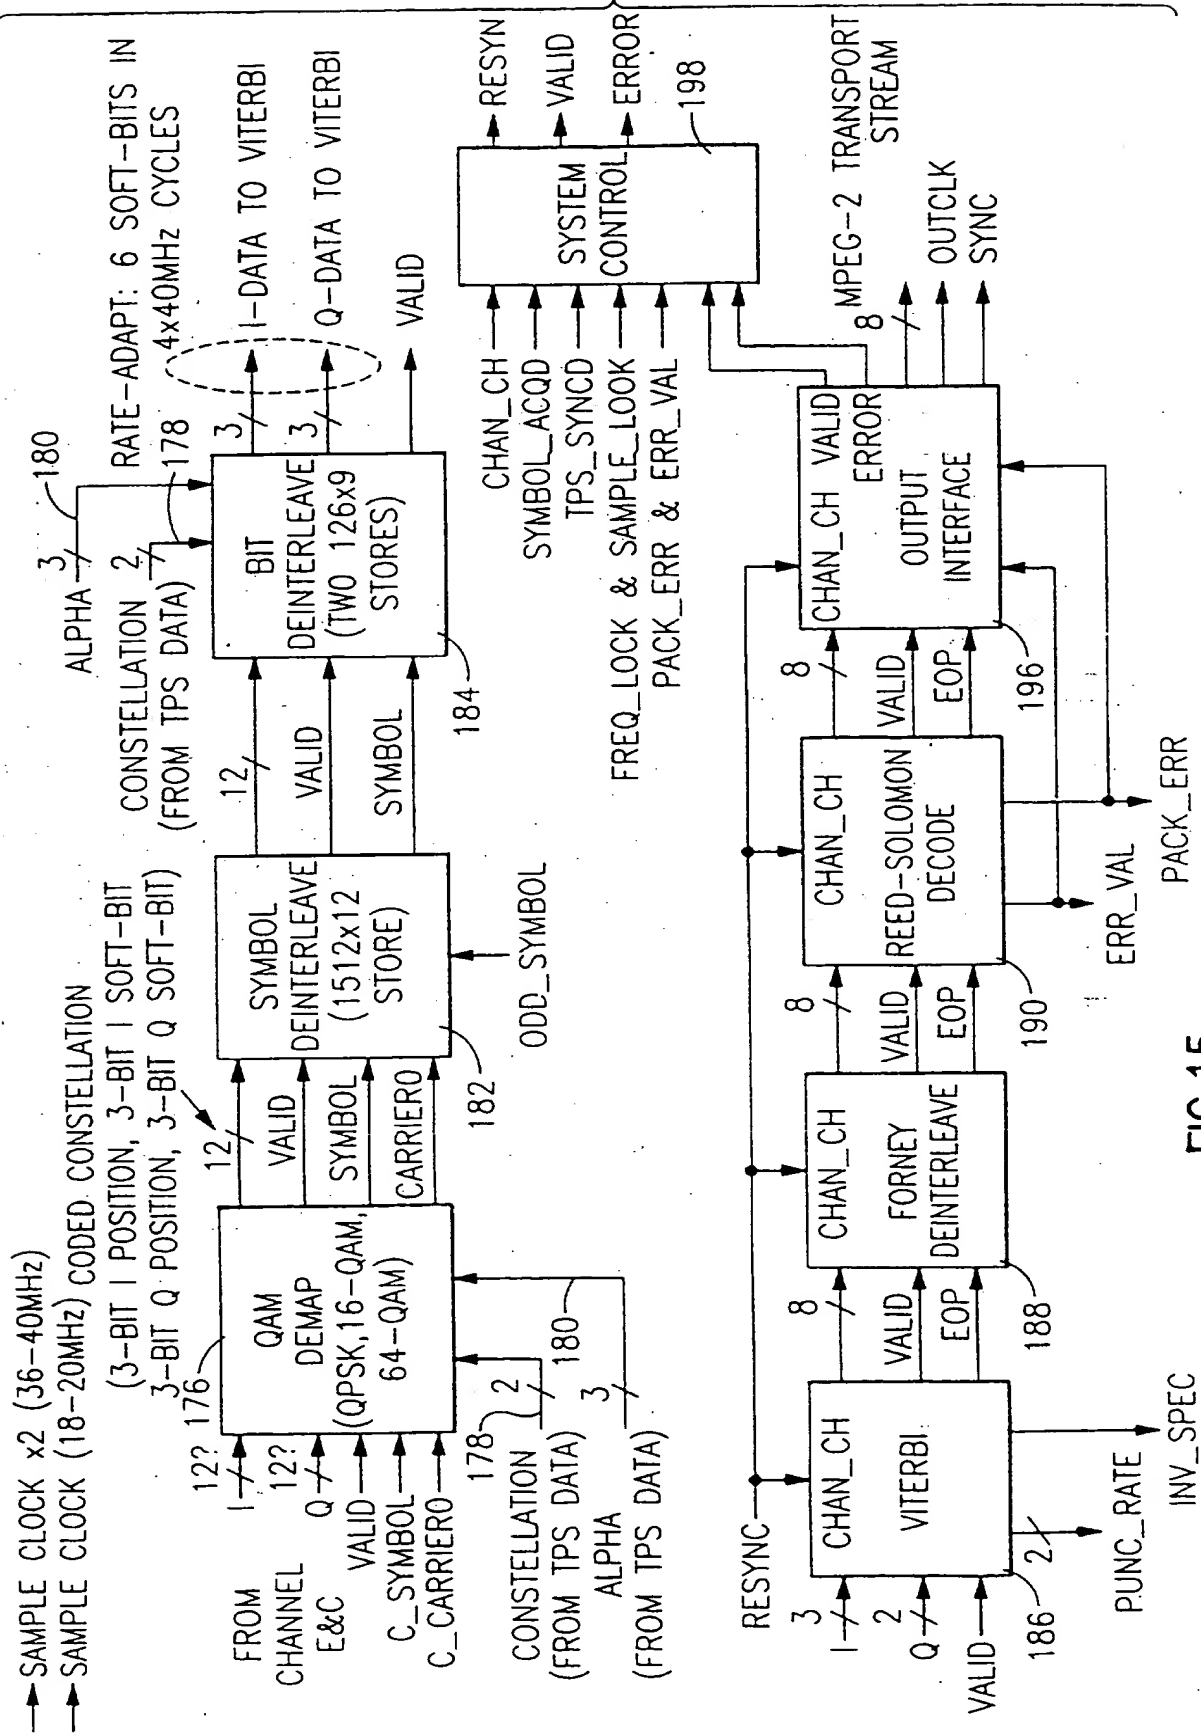 SAMPLE CLOCK x2 (36-40MHz)
SAMPLE CLOCK (18-20MHz)
CODED CONSTELLATION
(3-BIT I POSITION, 3-BIT I SOFT-BIT
3-BIT Q POSITION, 3-BIT Q SOFT-BIT)
FROM
CHANNEL
E&C
12?
I
12?
Q
VALID
C_SYMBOL
C_CARRIER0
176
QAM
DEMAP
(QPSK,16-QAM,
64-QAM)
178
2
CONSTELLATION
(FROM TPS DATA)
180
3
ALPHA
(FROM TPS DATA)
12
VALID
SYMBOL
CARRIER0
SYMBOL
DEINTERLEAVE
(1512x12
STORE)
182
ODD_SYMBOL
12
VALID
SYMBOL
ALPHA
3
180
CONSTELLATION
(FROM TPS DATA)
2
178
BIT
DEINTERLEAVE
(TWO 126x9
STORES)
184
RATE-ADAPT: 6 SOFT-BITS IN
4x40MHz CYCLES
3
I-DATA TO VITERBI
3
Q-DATA TO VITERBI
VALID
CHAN_CH
SYMBOL_ACQD
TPS_SYNCD
FREQ_LOCK & SAMPLE_LOOK
PACK_ERR & ERR_VAL
SYSTEM
CONTROL
198
RESYN
VALID
ERROR
RESYNC
3
I
2
Q
VALID
CHAN_CH
VITERBI
186
2
P.UNC_RATE
INV_SPEC
8
VALID
EOP
CHAN_CH
FORNEY
DEINTERLEAVE
188
8
VALID
EOP
CHAN_CH
REED-SOLOMON
DECODE
190
ERR_VAL
PACK_ERR
8
VALID
EOP
CHAN_CH VALID
ERROR
OUTPUT
INTERFACE
196
8
MPEG-2 TRANSPORT
STREAM
OUTCLK
SYNC
FIG.15